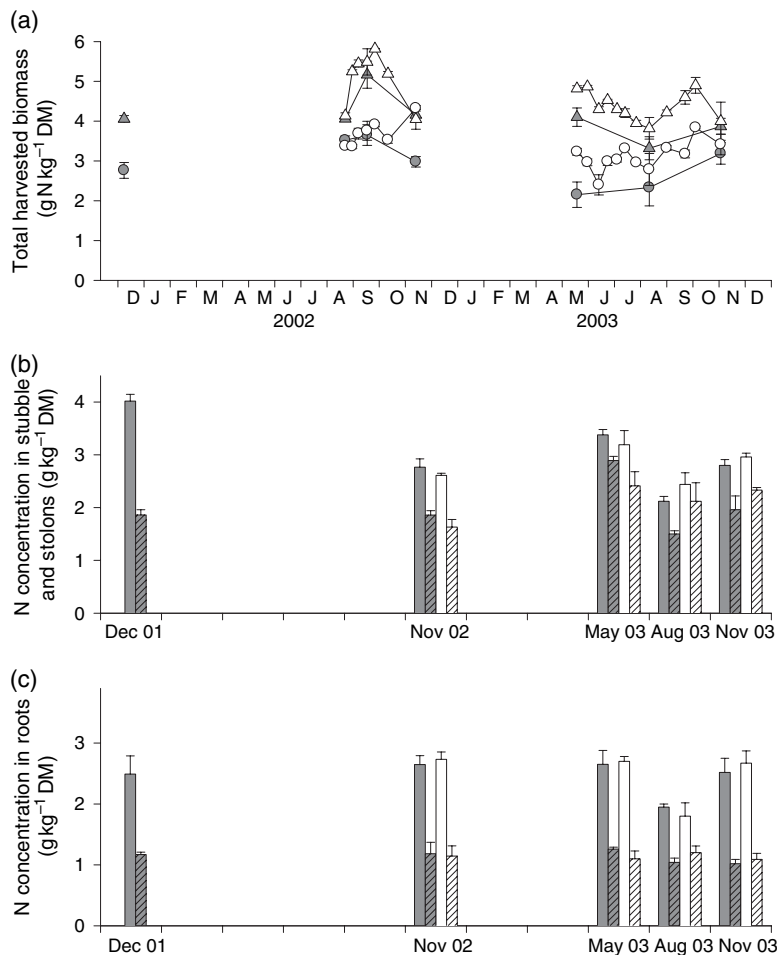 (a)
Total harvested biomass
(g N kg⁻¹ DM)
6
5
4
3
2
1
0
D J F M A M J J A S O N D J F M A M J J A S O N D
2002 2003
(b)
N concentration in stubble
and stolons (g kg⁻¹ DM)
4
3
2
1
0
Dec 01 Nov 02 May 03 Aug 03 Nov 03
(c)
N concentration in roots
(g kg⁻¹ DM)
3
2
1
0
Dec 01 Nov 02 May 03 Aug 03 Nov 03